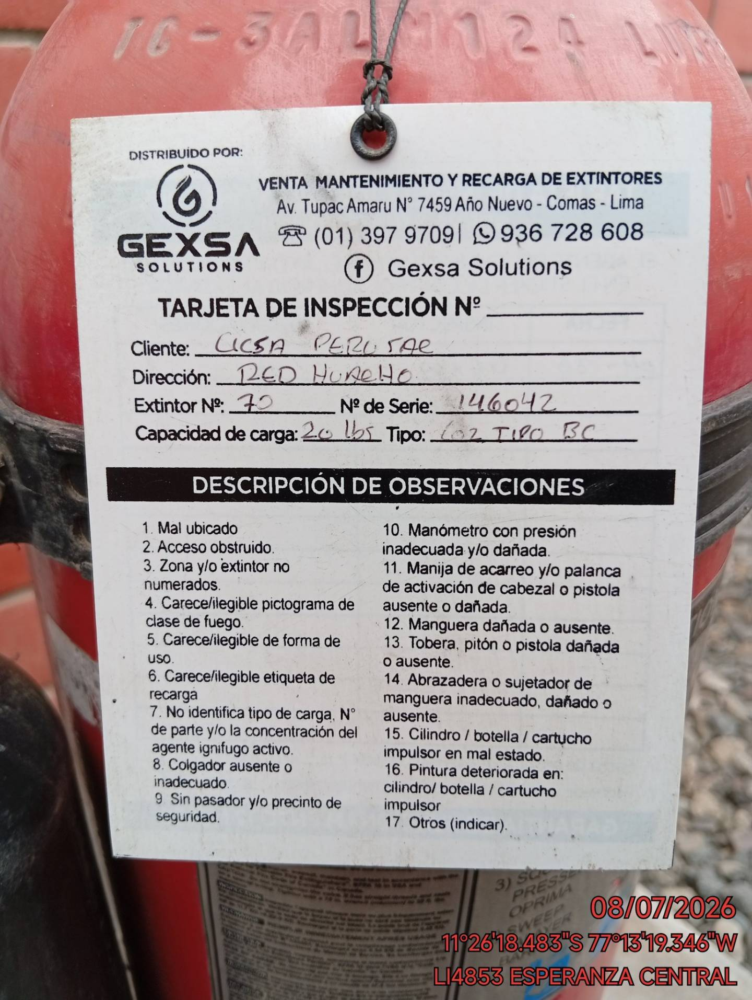 TC-3ALM124
DISTRIBUÍDO POR:
GEXSA
SOLUTIONS
VENTA MANTENIMIENTO Y RECARGA DE EXTINTORES
Av. Tupac Amaru N° 7459 Año Nuevo - Comas - Lima
(01) 397 9709| 936 728 608
Gexsa Solutions
TARJETA DE INSPECCIÓN Nº
Cliente: CICSA PERU SAC
Dirección: RED HUACHO
Extintor Nº: 70 Nº de Serie: 146042
Capacidad de carga: 20 lbs Tipo: CO2 TIPO BC
DESCRIPCIÓN DE OBSERVACIONES
1. Mal ubicado
2. Acceso obstruido.
3. Zona y/o extintor no
numerados.
4. Carece/ilegible pictograma de
clase de fuego.
5. Carece/ilegible de forma de
uso.
6. Carece/ilegible etiqueta de
recarga
7. No identifica tipo de carga, N°
de parte y/o la concentración del
agente ignifugo activo.
8. Colgador ausente o
inadecuado.
9 Sin pasador y/o precinto de
seguridad.
10. Manómetro con presión
inadecuada y/o dañada.
11. Manija de acarreo y/o palanca
de activación de cabezal o pistola
ausente o dañada.
12. Manguera dañada o ausente.
13. Tobera, pitón o pistola dañada
o ausente.
14. Abrazadera o sujetador de
manguera inadecuado, dañado o
ausente.
15. Cilindro / botella / cartucho
impulsor en mal estado.
16. Pintura deteriorada en:
cilindro/ botella / cartucho
impulsor
17. Otros (indicar).
3)
OPRIMA
SWEEP
08/07/2026
11°26'18.483"S 77°13'19.346"W
LI4853 ESPERANZA CENTRAL